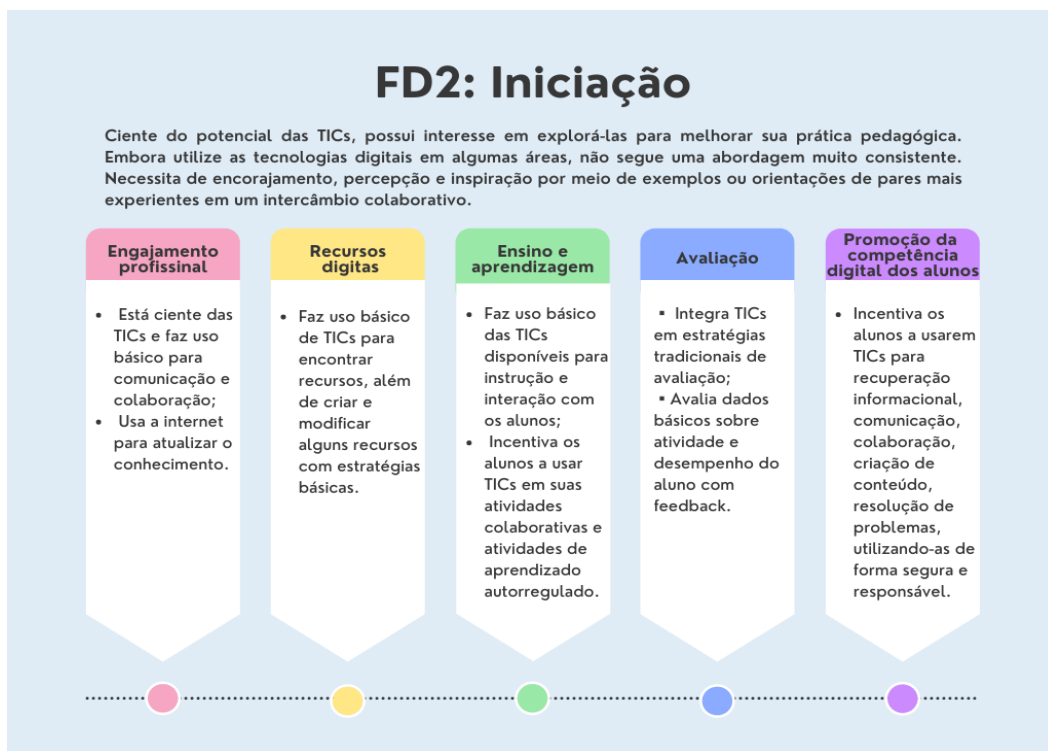 FD2: Iniciação
Ciente do potencial das TICs, possui interesse em explorá-las para melhorar sua prática pedagógica.
Embora utilize as tecnologias digitais em algumas áreas, não segue uma abordagem muito consistente.
Necessita de encorajamento, percepção e inspiração por meio de exemplos ou orientações de pares mais
experientes em um intercâmbio colaborativo.
Engajamento
profissinal
• Está ciente das
TICs e faz uso
básico para
comunicação e
colaboração;
• Usa a internet
para atualizar o
conhecimento.
Recursos
digitas
• Faz uso básico
de TICs para
encontrar
recursos, além
de criar e
modificar
alguns recursos
com estratégias
básicas.
Ensino e
aprendizagem
• Faz uso básico
das TICs
disponíveis para
instrução e
interação com
os alunos;
• Incentiva os
alunos a usar
TICs em suas
atividades
colaborativas e
atividades de
aprendizado
autorregulado.
Avaliação
▪ Integra TICs
em estratégias
tradicionais de
avaliação;
▪ Avalia dados
básicos sobre
atividade e
desempenho do
aluno com
feedback.
Promoção da
competência
digital dos alunos
• Incentiva os
alunos a usarem
TICs para
recuperação
informacional,
comunicação,
colaboração,
criação de
conteúdo,
resolução de
problemas,
utilizando-as de
forma segura e
responsável.